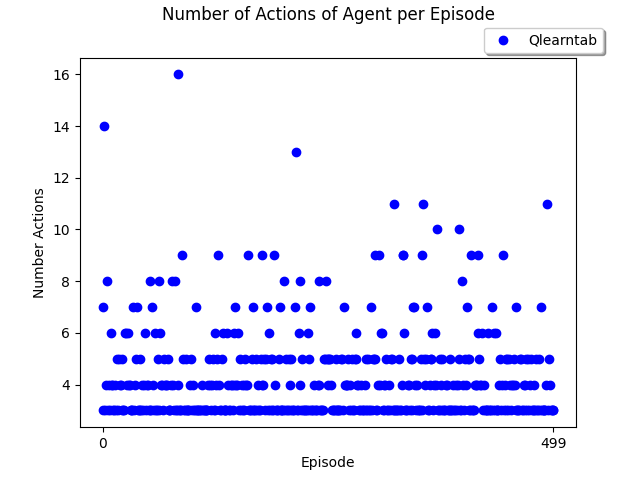 Number of Actions of Agent per Episode
Qlearntab
16
14
12
10
8
6
4
Number Actions
0
499
Episode